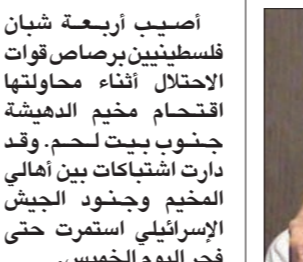 أصيب أربعة شبان
فلسطينيين برصاص قوات
الاحتلال أثناء محاولتها
اقتحام مخيم الدهيشة
جنوب بيت لحم. وقد
دارت اشتباكات بين أهالي
المخيم وجنود الجيش
الإسرائيلي استمرت حتى
فجر اليوم الخميس.